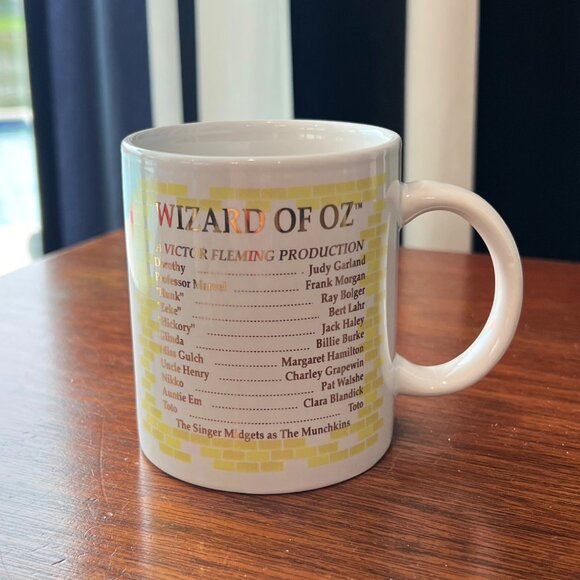 WIZARD OF OZ™
A VICTOR FLEMING PRODUCTION
Dorothy ........ Judy Garland
Professor Marvel ........ Frank Morgan
"Hunk" ........ Ray Bolger
"Zeke" ........ Bert Lahr
"Hickory" ........ Jack Haley
Glinda ........ Billie Burke
Miss Gulch ........ Margaret Hamilton
Uncle Henry ........ Charley Grapewin
Nikko ........ Pat Walshe
Auntie Em ........ Clara Blandick
Toto ........ Toto
The Singer Midgets as The Munchkins